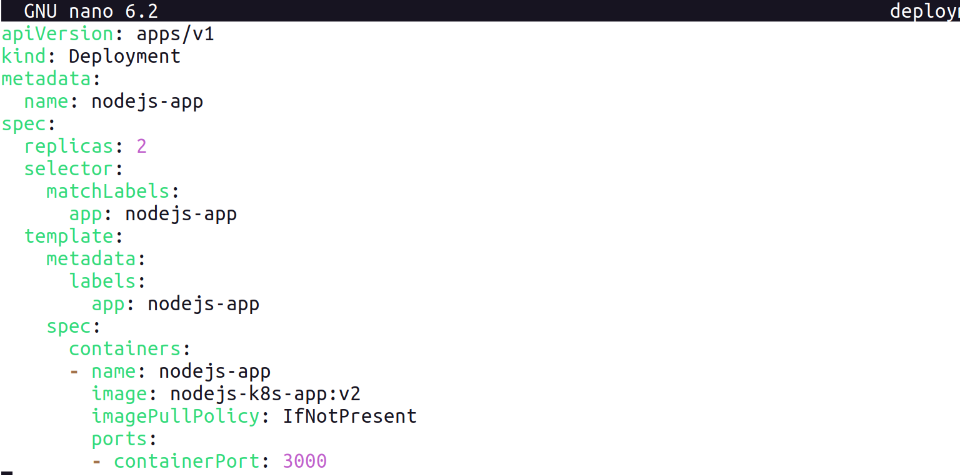 GNU nano 6.2 deploym
apiVersion: apps/v1
kind: Deployment
metadata:
  name: nodejs-app
spec:
  replicas: 2
  selector:
    matchLabels:
      app: nodejs-app
  template:
    metadata:
      labels:
        app: nodejs-app
    spec:
      containers:
      - name: nodejs-app
        image: nodejs-k8s-app:v2
        imagePullPolicy: IfNotPresent
        ports:
        - containerPort: 3000